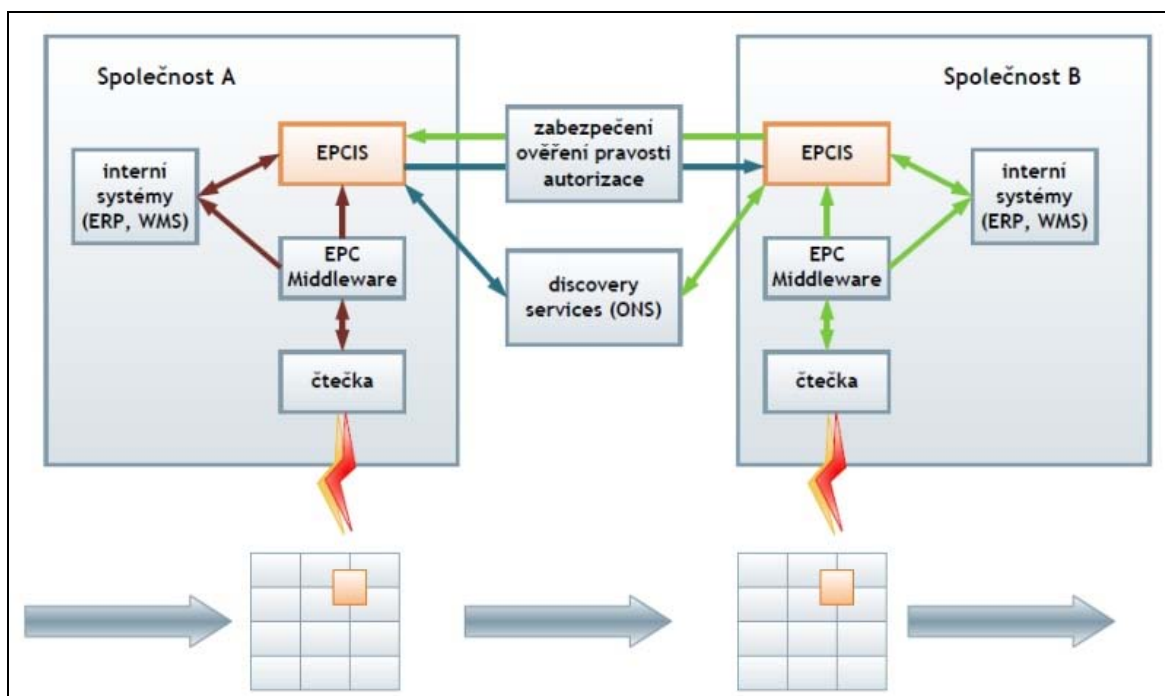 Společnost A
EPCIS
interní
systémy
(ERP, WMS)
EPC
Middleware
čtečka
zabezpečení
ověření pravosti
autorizace
discovery
services (ONS)
Společnost B
EPCIS
interní
systémy
(ERP, WMS)
EPC
Middleware
čtečka